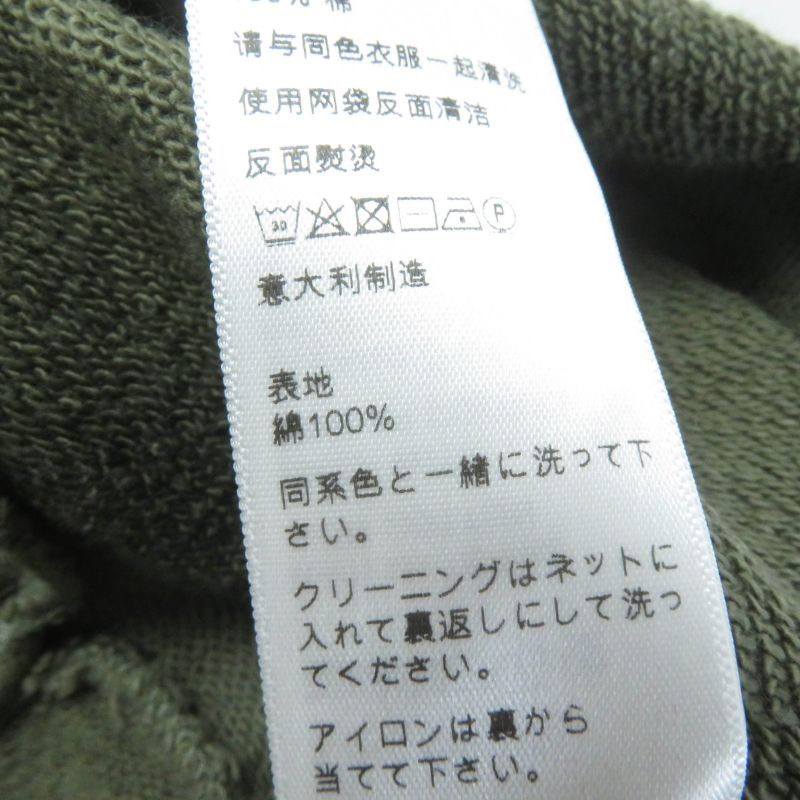 棉
请与同色衣服一起清洗
使用网袋反面清洁
反面熨烫
30 P
意大利制造
表地
綿100%
同系色と一緒に洗って下
さい。
クリーニングはネットに
入れて裏返しにして洗っ
てください。
アイロンは裏から
当てて下さい。